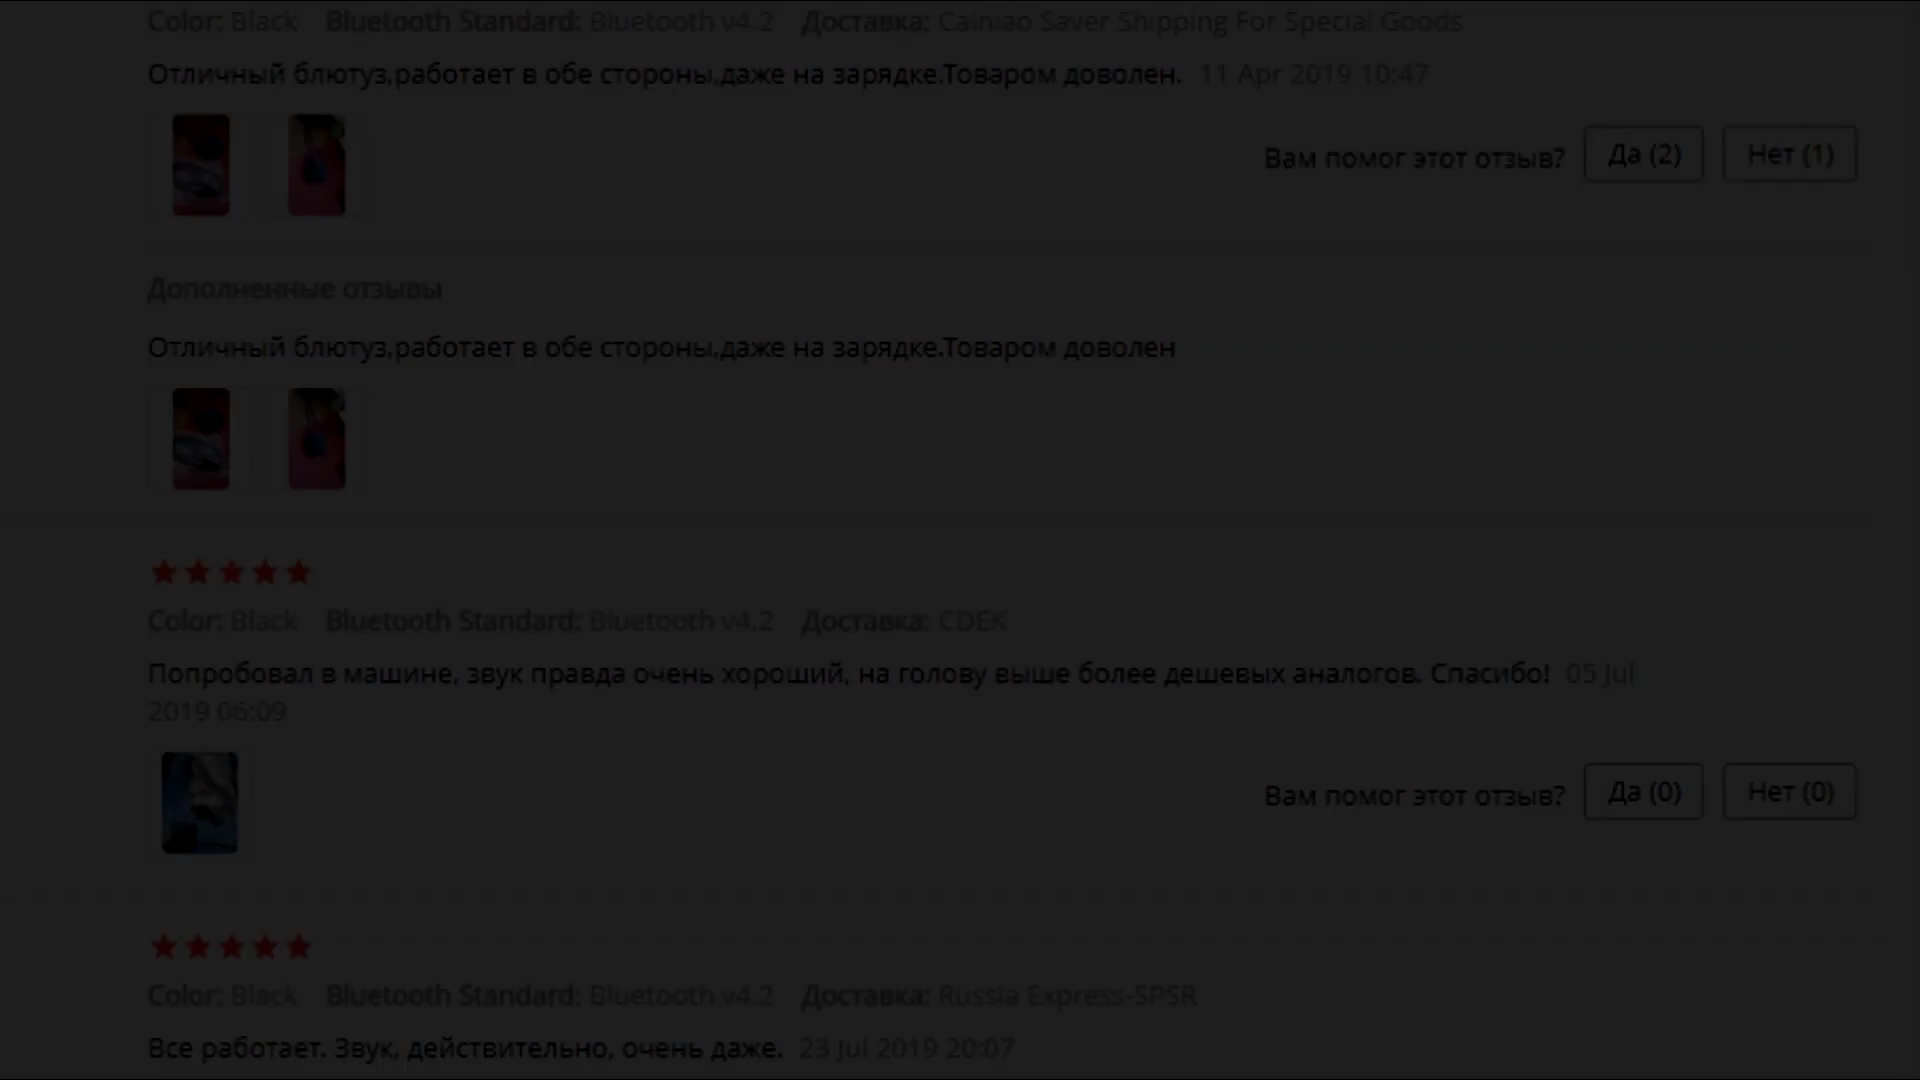 Color: Black Bluetooth Standard: Bluetooth v4.2 Доставка: Cainiao Saver Shipping For Special Goods
Отличный блютуз,работает в обе стороны,даже на зарядке.Товаром доволен. 11 Apr 2019 10:47
Вам помог этот отзыв? Да (2) Нет (1)
Дополненные отзывы
Отличный блютуз,работает в обе стороны,даже на зарядке.Товаром доволен
Color: Black Bluetooth Standard: Bluetooth v4.2 Доставка: CDEK
Попробовал в машине, звук правда очень хороший, на голову выше более дешевых аналогов. Спасибо! 05 Jul
2019 06:09
Вам помог этот отзыв? Да (0) Нет (0)
Color: Black Bluetooth Standard: Bluetooth v4.2 Доставка: Russia Express-SPSR
Все работает. Звук, действительно, очень даже. 23 Jul 2019 20:07